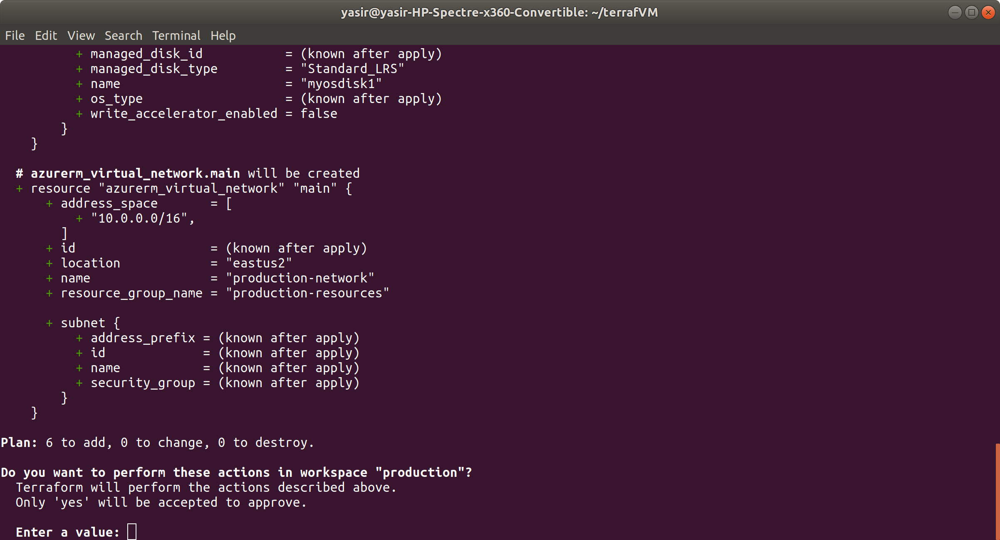 yasir@yasir-HP-Spectre-x360-Convertible: ~/terrafVM
File Edit View Search Terminal Help
          + managed_disk_id           = (known after apply)
          + managed_disk_type         = "Standard_LRS"
          + name                      = "myosdisk1"
          + os_type                   = (known after apply)
          + write_accelerator_enabled = false
        }
    }

  # azurerm_virtual_network.main will be created
  + resource "azurerm_virtual_network" "main" {
      + address_space       = [
          + "10.0.0.0/16",
        ]
      + id                  = (known after apply)
      + location            = "eastus2"
      + name                = "production-network"
      + resource_group_name = "production-resources"

      + subnet {
          + address_prefix = (known after apply)
          + id             = (known after apply)
          + name           = (known after apply)
          + security_group = (known after apply)
        }
    }

Plan: 6 to add, 0 to change, 0 to destroy.

Do you want to perform these actions in workspace "production"?
  Terraform will perform the actions described above.
  Only 'yes' will be accepted to approve.

  Enter a value: